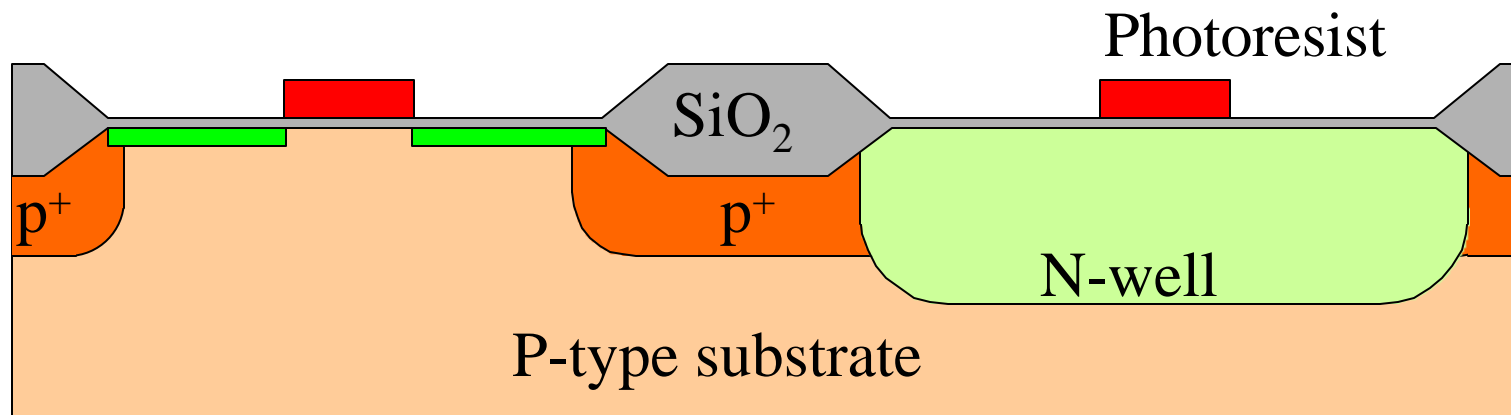 Photoresist
SiO₂
p⁺
p⁺
N-well
P-type substrate